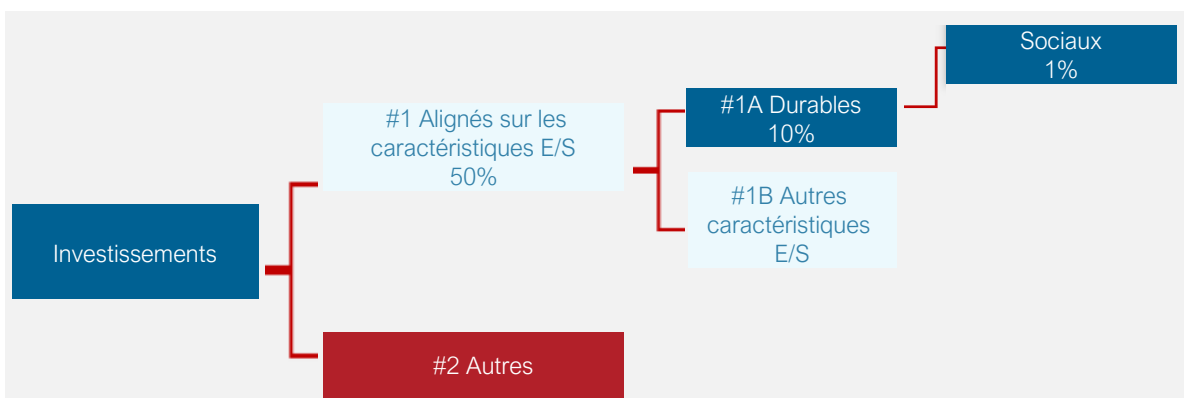 Sociaux
1%
#1 Alignés sur les
caractéristiques E/S
50%
#1A Durables
10%
#1B Autres
caractéristiques
E/S
Investissements
#2 Autres